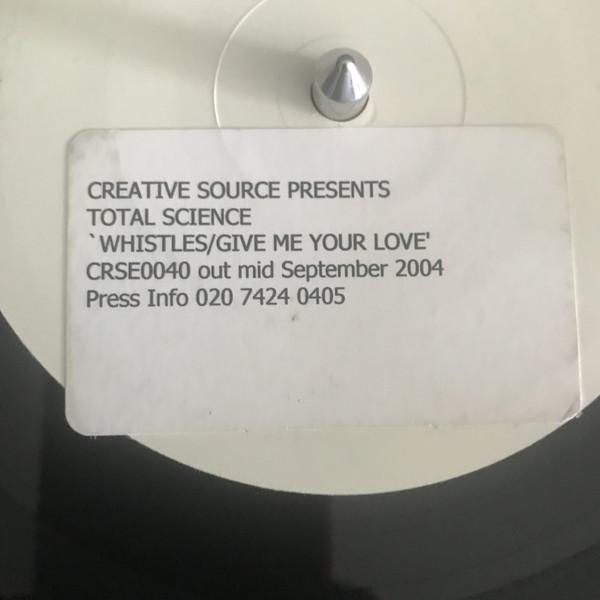 CREATIVE SOURCE PRESENTS
TOTAL SCIENCE
`WHISTLES/GIVE ME YOUR LOVE'
CRSE0040 out mid September 2004
Press Info 020 7424 0405